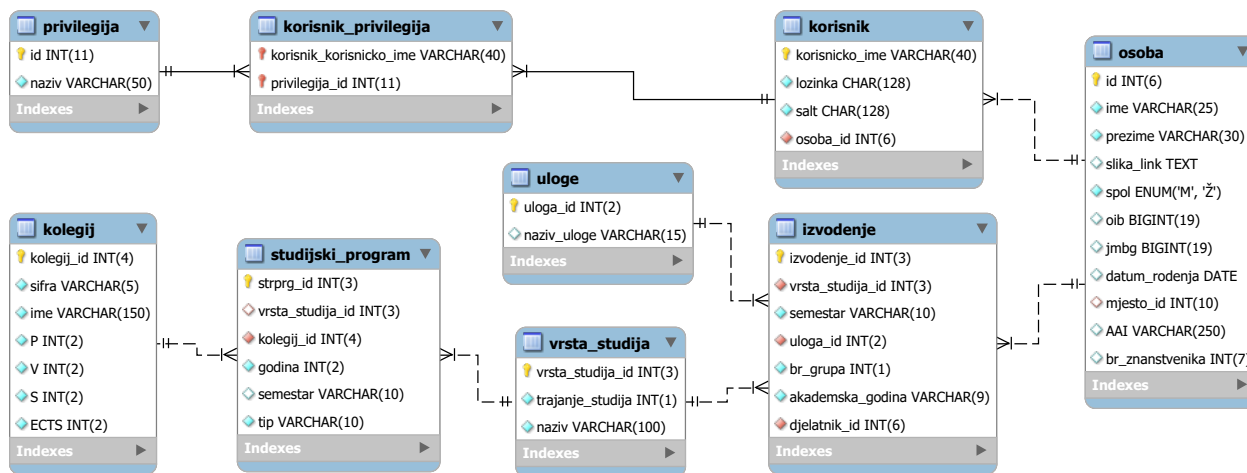 privilegija
id INT(11)
naziv VARCHAR(50)
Indexes
korisnik_privilegija
korisnik_korisnicko_ime VARCHAR(40)
privilegija_id INT(11)
Indexes
korisnik
korisnicko_ime VARCHAR(40)
lozinka CHAR(128)
salt CHAR(128)
osoba_id INT(6)
Indexes
osoba
id INT(6)
ime VARCHAR(25)
prezime VARCHAR(30)
slika_link TEXT
spol ENUM('M', 'Ž')
oib BIGINT(19)
jmbg BIGINT(19)
datum_rodenja DATE
mjesto_id INT(10)
AAI VARCHAR(250)
br_znanstvenika INT(7)
Indexes
kolegij
kolegij_id INT(4)
sifra VARCHAR(5)
ime VARCHAR(150)
P INT(2)
V INT(2)
S INT(2)
ECTS INT(2)
Indexes
studijski_program
strprg_id INT(3)
vrsta_studija_id INT(3)
kolegij_id INT(4)
godina INT(2)
semestar VARCHAR(10)
tip VARCHAR(10)
Indexes
uloge
uloga_id INT(2)
naziv_uloge VARCHAR(15)
Indexes
vrsta_studija
vrsta_studija_id INT(3)
trajanje_studija INT(1)
naziv VARCHAR(100)
Indexes
izvodenje
izvodenje_id INT(3)
vrsta_studija_id INT(3)
semestar VARCHAR(10)
uloga_id INT(2)
br_grupa INT(1)
akademska_godina VARCHAR(9)
djelatnik_id INT(6)
Indexes